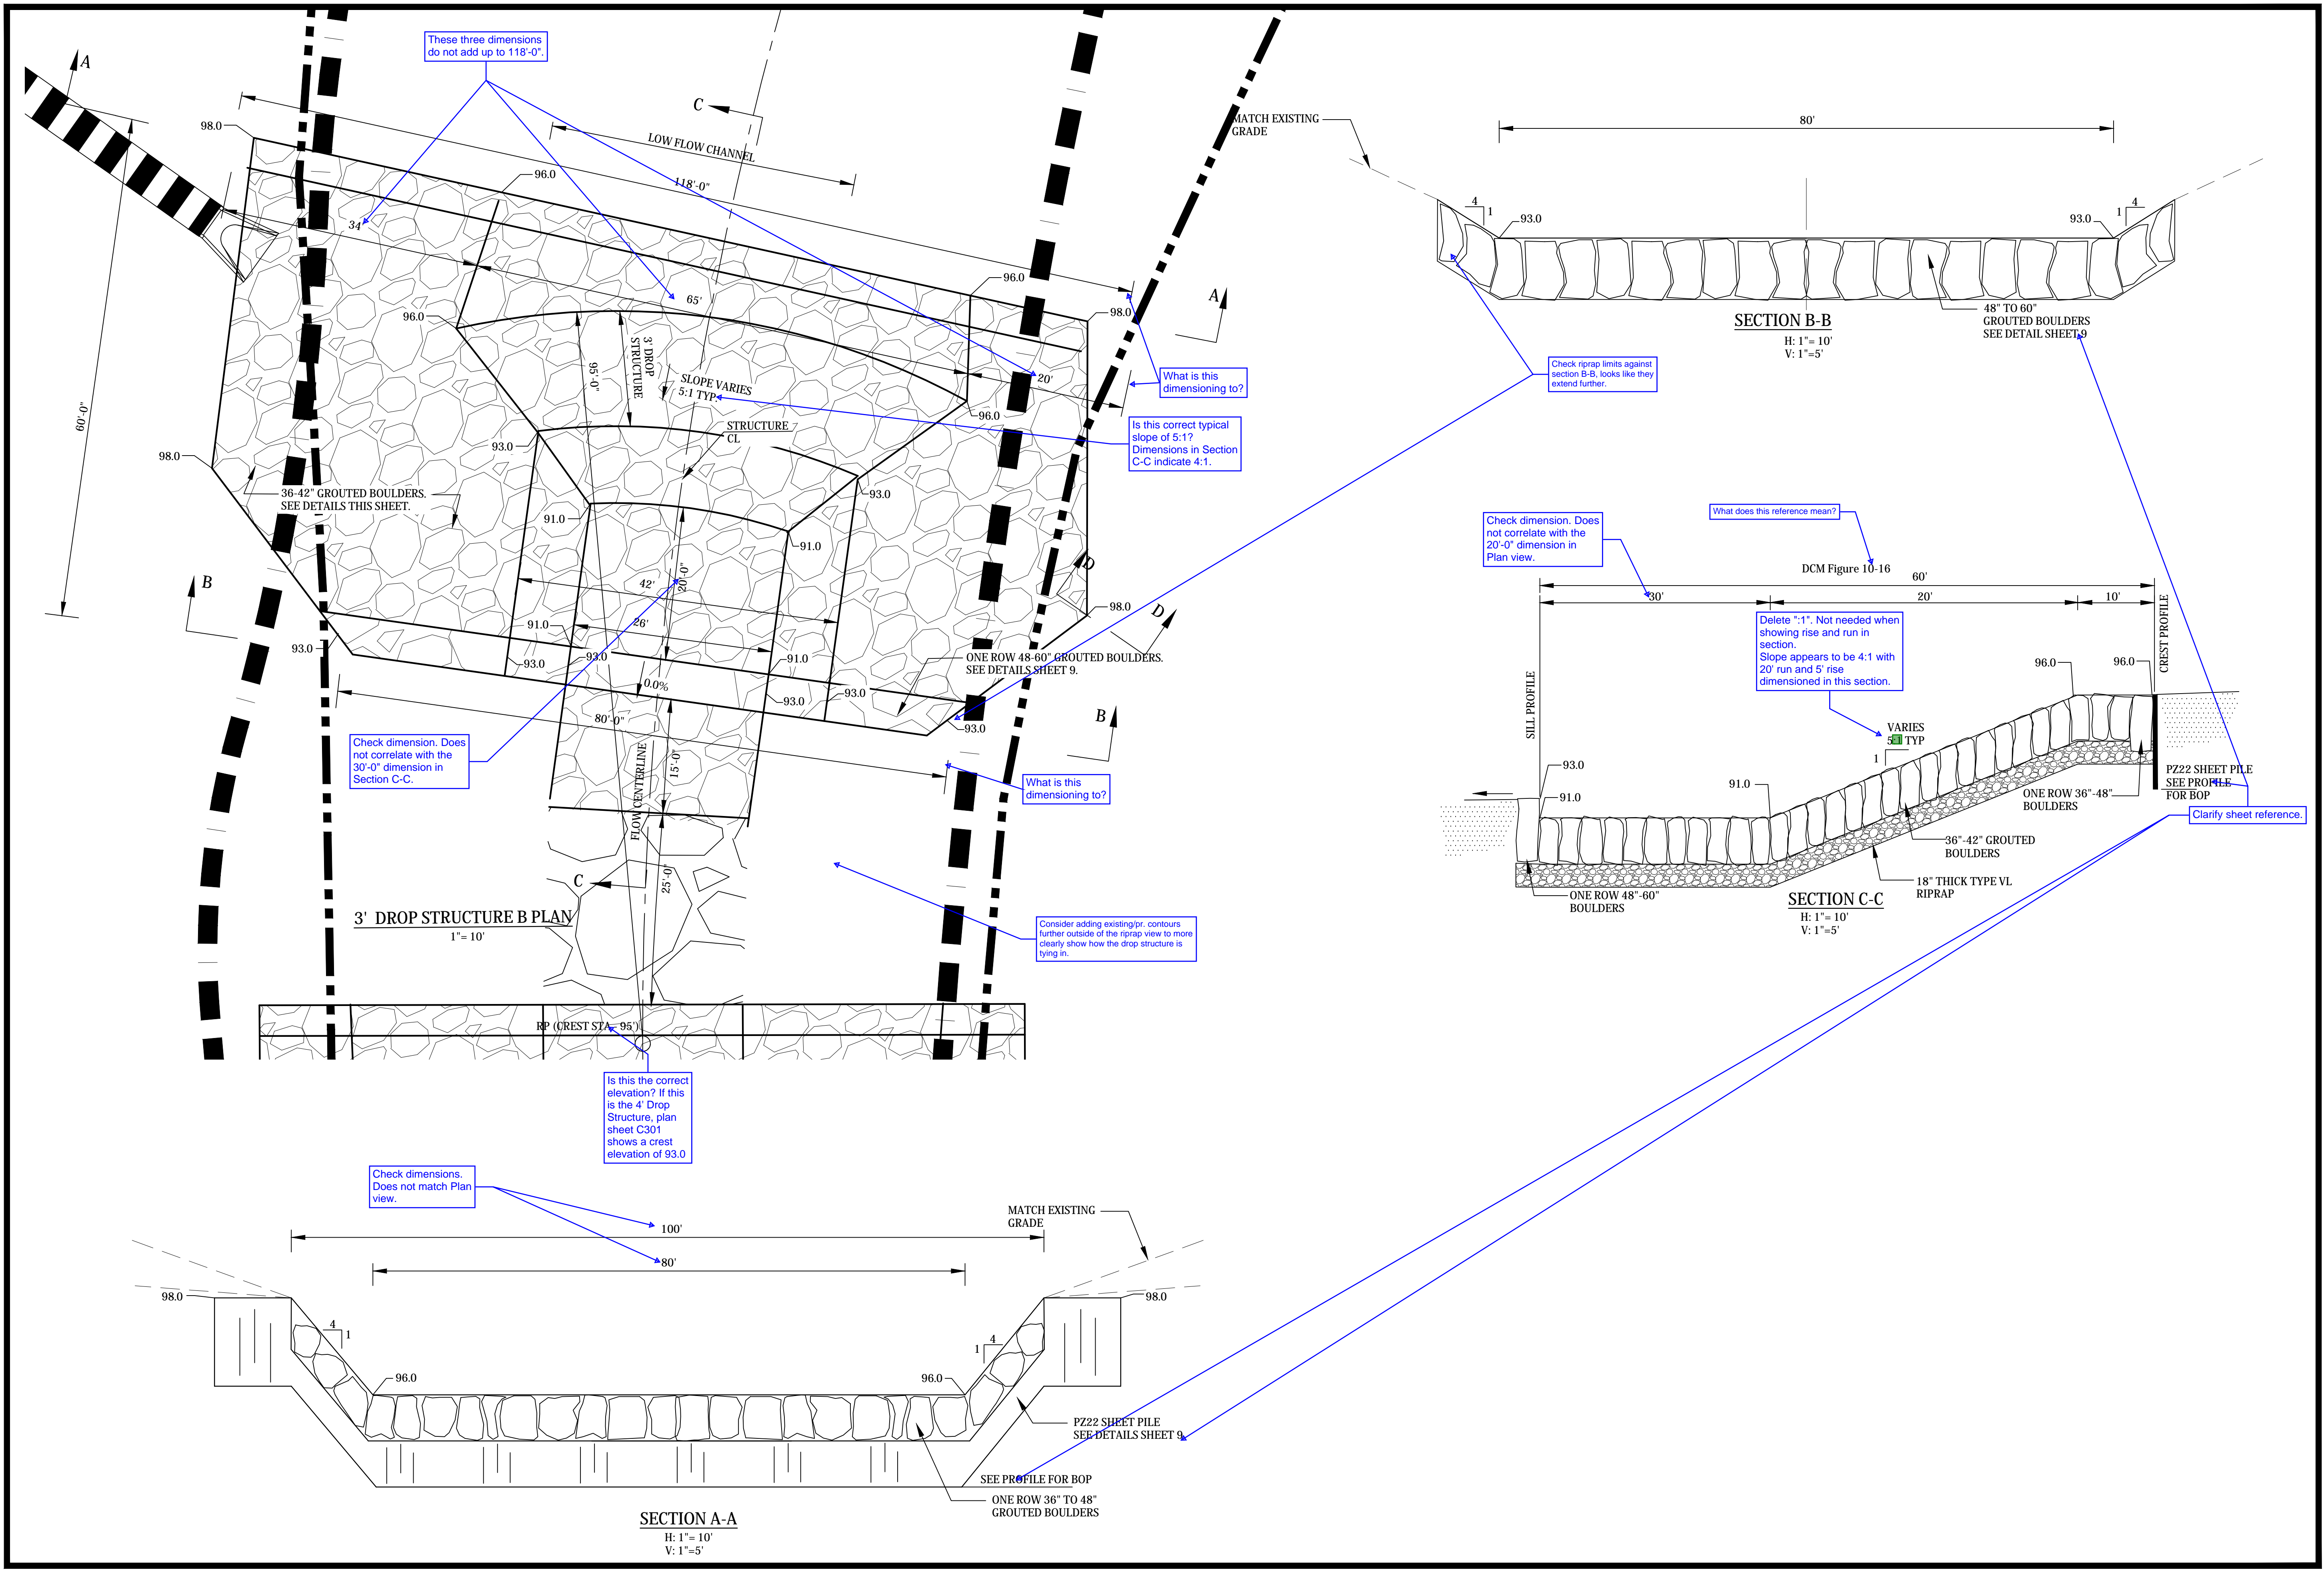 These three dimensions
do not add up to 118'-0".
A
98.0
C
LOW FLOW CHANNEL
118'-0"
96.0
34'
65'
96.0
96.0
98.0
A
60'-0"
95'-0"
3' DROP
STRUCTURE
SLOPE VARIES
5:1 TYP.
20'
What is this
dimensioning to?
96.0
STRUCTURE
CL
Is this correct typical
slope of 5:1?
Dimensions in Section
C-C indicate 4:1.
93.0
98.0
36-42" GROUTED BOULDERS.
SEE DETAILS THIS SHEET.
93.0
91.0
91.0
B
42'
20'-0"
D
D
98.0
91.0
26'
93.0
93.0
93.0
91.0
ONE ROW 48-60" GROUTED BOULDERS.
SEE DETAILS SHEET 9.
0.0%
93.0
93.0
93.0
80'-0"
B
Check dimension. Does
not correlate with the
30'-0" dimension in
Section C-C.
FLOW CENTERLINE
15'-0"
What is this
dimensioning to?
C
25'-0"
3' DROP STRUCTURE B PLAN
1"= 10'
Consider adding existing/pr. contours
further outside of the riprap view to more
clearly show how the drop structure is
tying in.
RP (CREST STA - 95')
Is this the correct
elevation? If this
is the 4' Drop
Structure, plan
sheet C301
shows a crest
elevation of 93.0
MATCH EXISTING
GRADE
80'
4
1
93.0
93.0
1
4
48" TO 60"
GROUTED BOULDERS
SEE DETAIL SHEET 9
SECTION B-B
H: 1"= 10'
V: 1"=5'
Check riprap limits against
section B-B, looks like they
extend further.
Check dimension. Does
not correlate with the
20'-0" dimension in
Plan view.
What does this reference mean?
DCM Figure 10-16
60'
30'
20'
10'
Delete ":1". Not needed when
showing rise and run in
section.
Slope appears to be 4:1 with
20' run and 5' rise
dimensioned in this section.
SILL PROFILE
CREST PROFILE
96.0
96.0
VARIES
5:1 TYP
1
93.0
91.0
91.0
PZ22 SHEET PILE
SEE PROFILE
FOR BOP
ONE ROW 36"-48"
BOULDERS
Clarify sheet reference.
36"-42" GROUTED
BOULDERS
18" THICK TYPE VL
RIPRAP
ONE ROW 48"-60"
BOULDERS
SECTION C-C
H: 1"= 10'
V: 1"=5'
Check dimensions.
Does not match Plan
view.
100'
80'
MATCH EXISTING
GRADE
98.0
98.0
4
1
1
4
96.0
96.0
PZ22 SHEET PILE
SEE DETAILS SHEET 9
SEE PROFILE FOR BOP
ONE ROW 36" TO 48"
GROUTED BOULDERS
SECTION A-A
H: 1"= 10'
V: 1"=5'